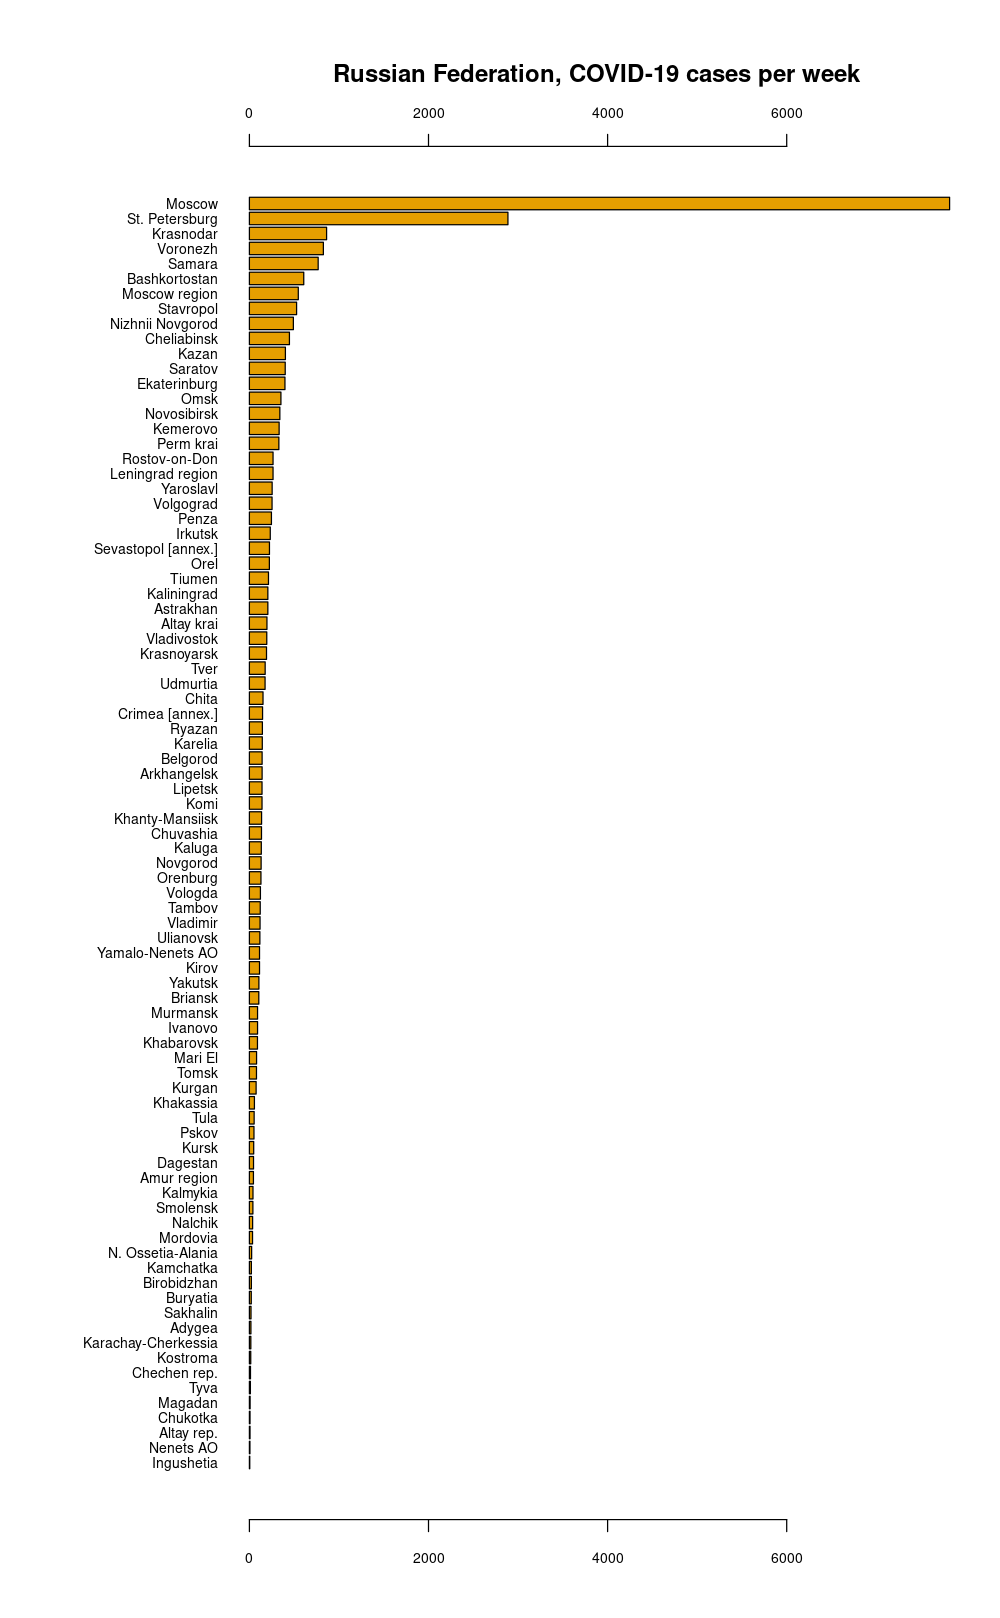 Russian Federation, COVID-19 cases per week
0 2000 4000 6000
Moscow
St. Petersburg
Krasnodar
Voronezh
Samara
Bashkortostan
Moscow region
Stavropol
Nizhnii Novgorod
Cheliabinsk
Kazan
Saratov
Ekaterinburg
Omsk
Novosibirsk
Kemerovo
Perm krai
Rostov-on-Don
Leningrad region
Yaroslavl
Volgograd
Penza
Irkutsk
Sevastopol [annex.]
Orel
Tiumen
Kaliningrad
Astrakhan
Altay krai
Vladivostok
Krasnoyarsk
Tver
Udmurtia
Chita
Crimea [annex.]
Ryazan
Karelia
Belgorod
Arkhangelsk
Lipetsk
Komi
Khanty-Mansiisk
Chuvashia
Kaluga
Novgorod
Orenburg
Vologda
Tambov
Vladimir
Ulianovsk
Yamalo-Nenets AO
Kirov
Yakutsk
Briansk
Murmansk
Ivanovo
Khabarovsk
Mari El
Tomsk
Kurgan
Khakassia
Tula
Pskov
Kursk
Dagestan
Amur region
Kalmykia
Smolensk
Nalchik
Mordovia
N. Ossetia-Alania
Kamchatka
Birobidzhan
Buryatia
Sakhalin
Adygea
Karachay-Cherkessia
Kostroma
Chechen rep.
Tyva
Magadan
Chukotka
Altay rep.
Nenets AO
Ingushetia
0 2000 4000 6000